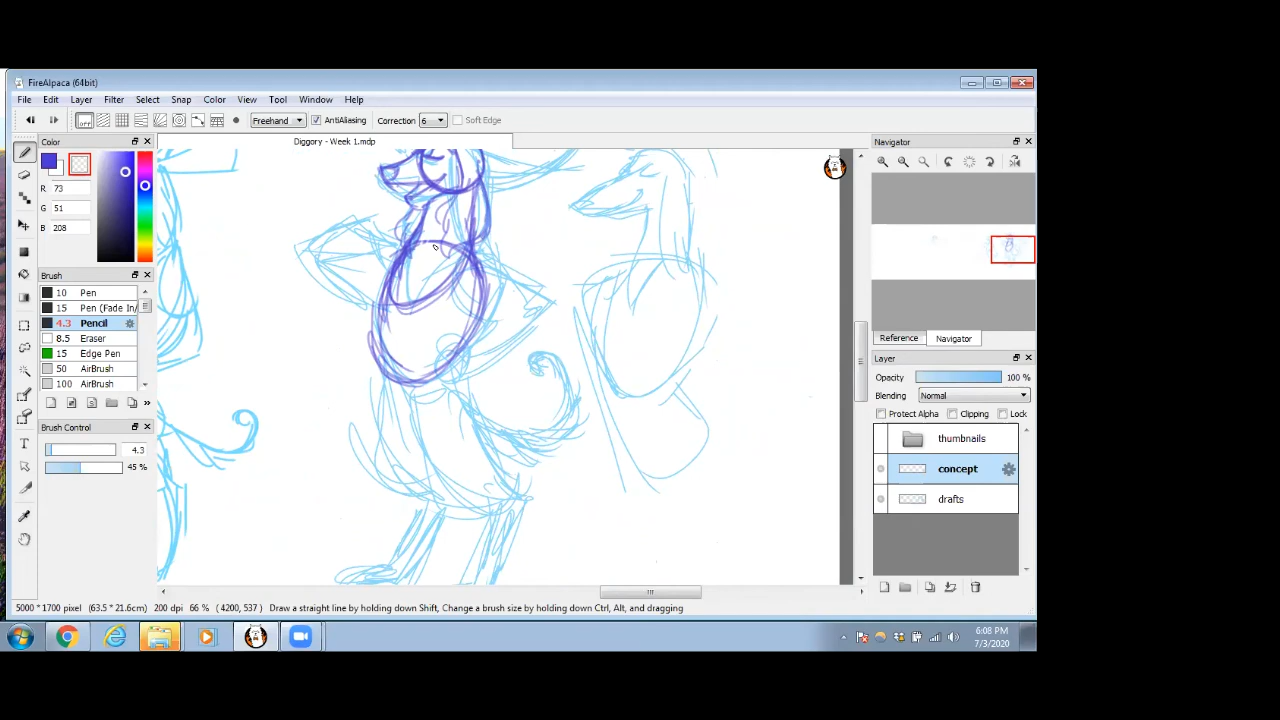 FireAlpaca (64bit)
File Edit Layer Filter Select Snap Color View Tool Window Help
off Freehand AntiAliasing Correction 6 Soft Edge
Color
Diggory - Week 1.mdp
Navigator
R 73
G 51
B 208
Brush
10 Pen
15 Pen (Fade In/
4.3 Pencil
8.5 Eraser
15 Edge Pen
50 AirBrush
100 AirBrush
Brush Control
4.3
45 %
Reference Navigator
Layer
Opacity 100 %
Blending Normal
Protect Alpha Clipping Lock
thumbnails
concept
drafts
5000 * 1700 pixel (63.5 * 21.6cm) 200 dpi 66 % ( 4200, 537 ) Draw a straight line by holding down Shift, Change a brush size by holding down Ctrl, Alt, and dragging
6:08 PM
7/3/2020